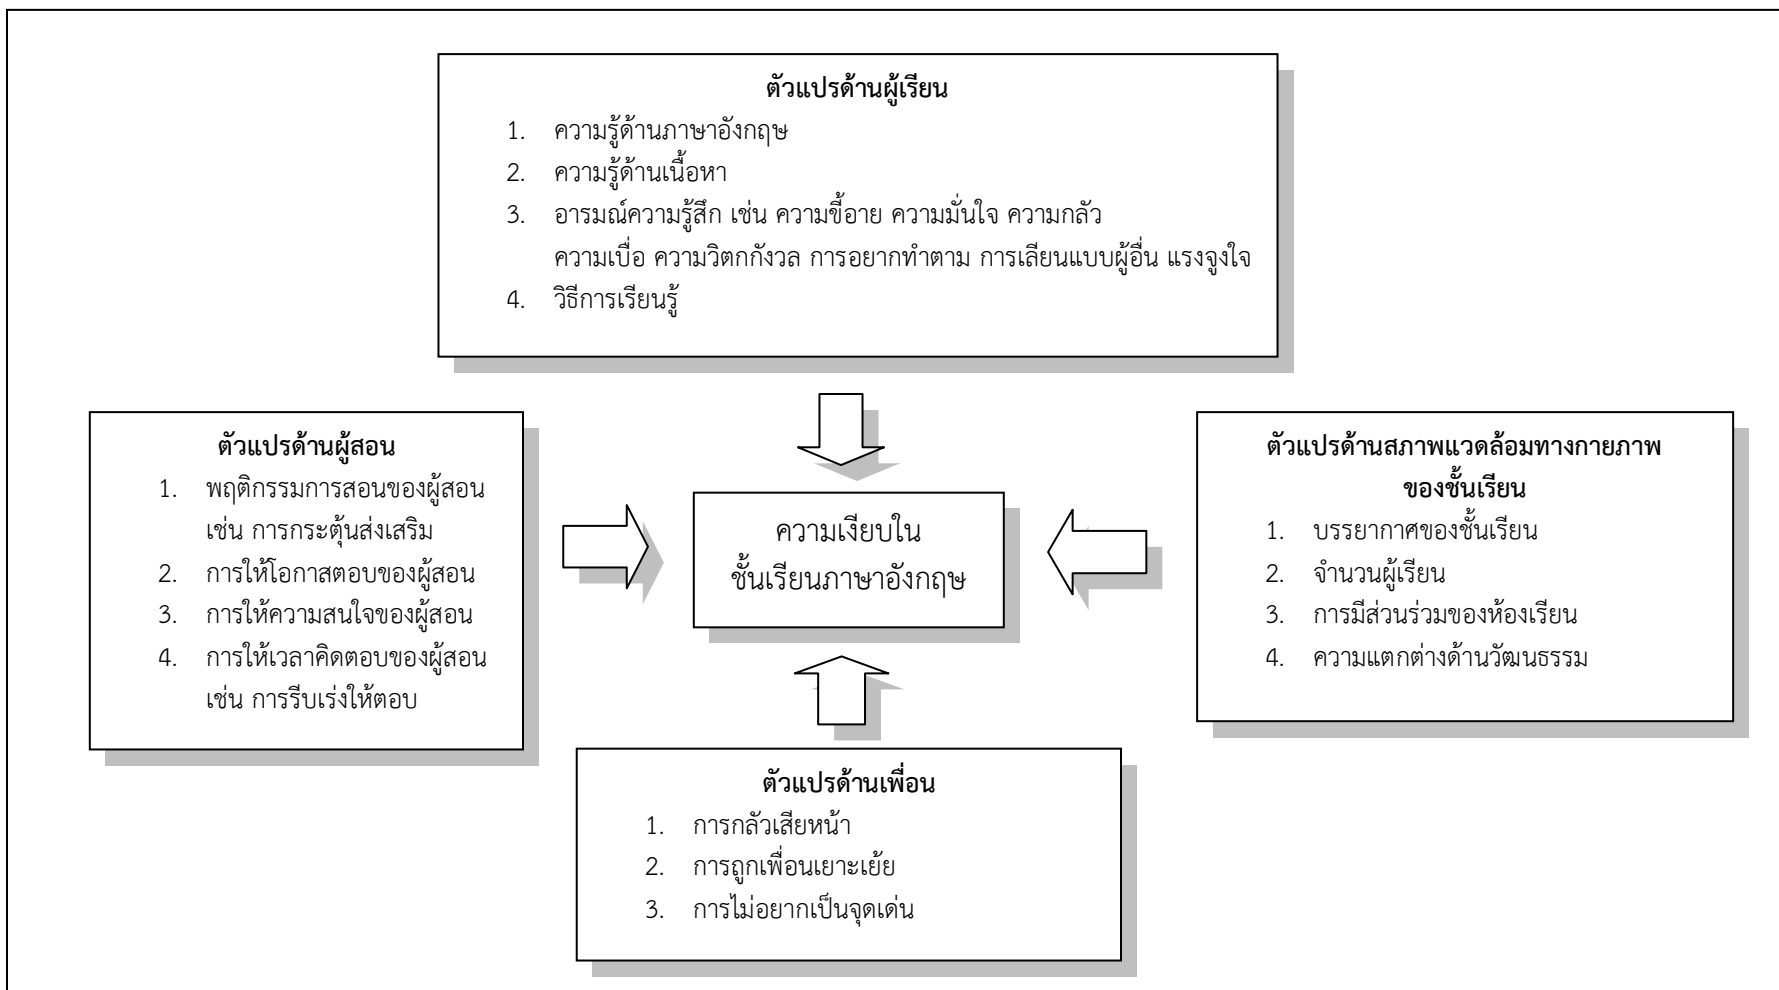 ตัวแปรด้านผู้เรียน
1. ความรู้ด้านภาษาอังกฤษ
2. ความรู้ด้านเนื้อหา
3. อารมณ์ความรู้สึก เช่น ความขี้อาย ความมั่นใจ ความกลัว
ความเบื่อ ความวิตกกังวล การอยากทำตาม การเลียนแบบผู้อื่น แรงจูงใจ
4. วิธีการเรียนรู้
ตัวแปรด้านผู้สอน
1. พฤติกรรมการสอนของผู้สอน
เช่น การกระตุ้นส่งเสริม
2. การให้โอกาสตอบของผู้สอน
3. การให้ความสนใจของผู้สอน
4. การให้เวลาคิดตอบของผู้สอน
เช่น การรีบเร่งให้ตอบ
ความเงียบใน
ชั้นเรียนภาษาอังกฤษ
ตัวแปรด้านสภาพแวดล้อมทางกายภาพ
ของชั้นเรียน
1. บรรยากาศของชั้นเรียน
2. จำนวนผู้เรียน
3. การมีส่วนร่วมของห้องเรียน
4. ความแตกต่างด้านวัฒนธรรม
ตัวแปรด้านเพื่อน
1. การกลัวเสียหน้า
2. การถูกเพื่อนเยาะเย้ย
3. การไม่อยากเป็นจุดเด่น